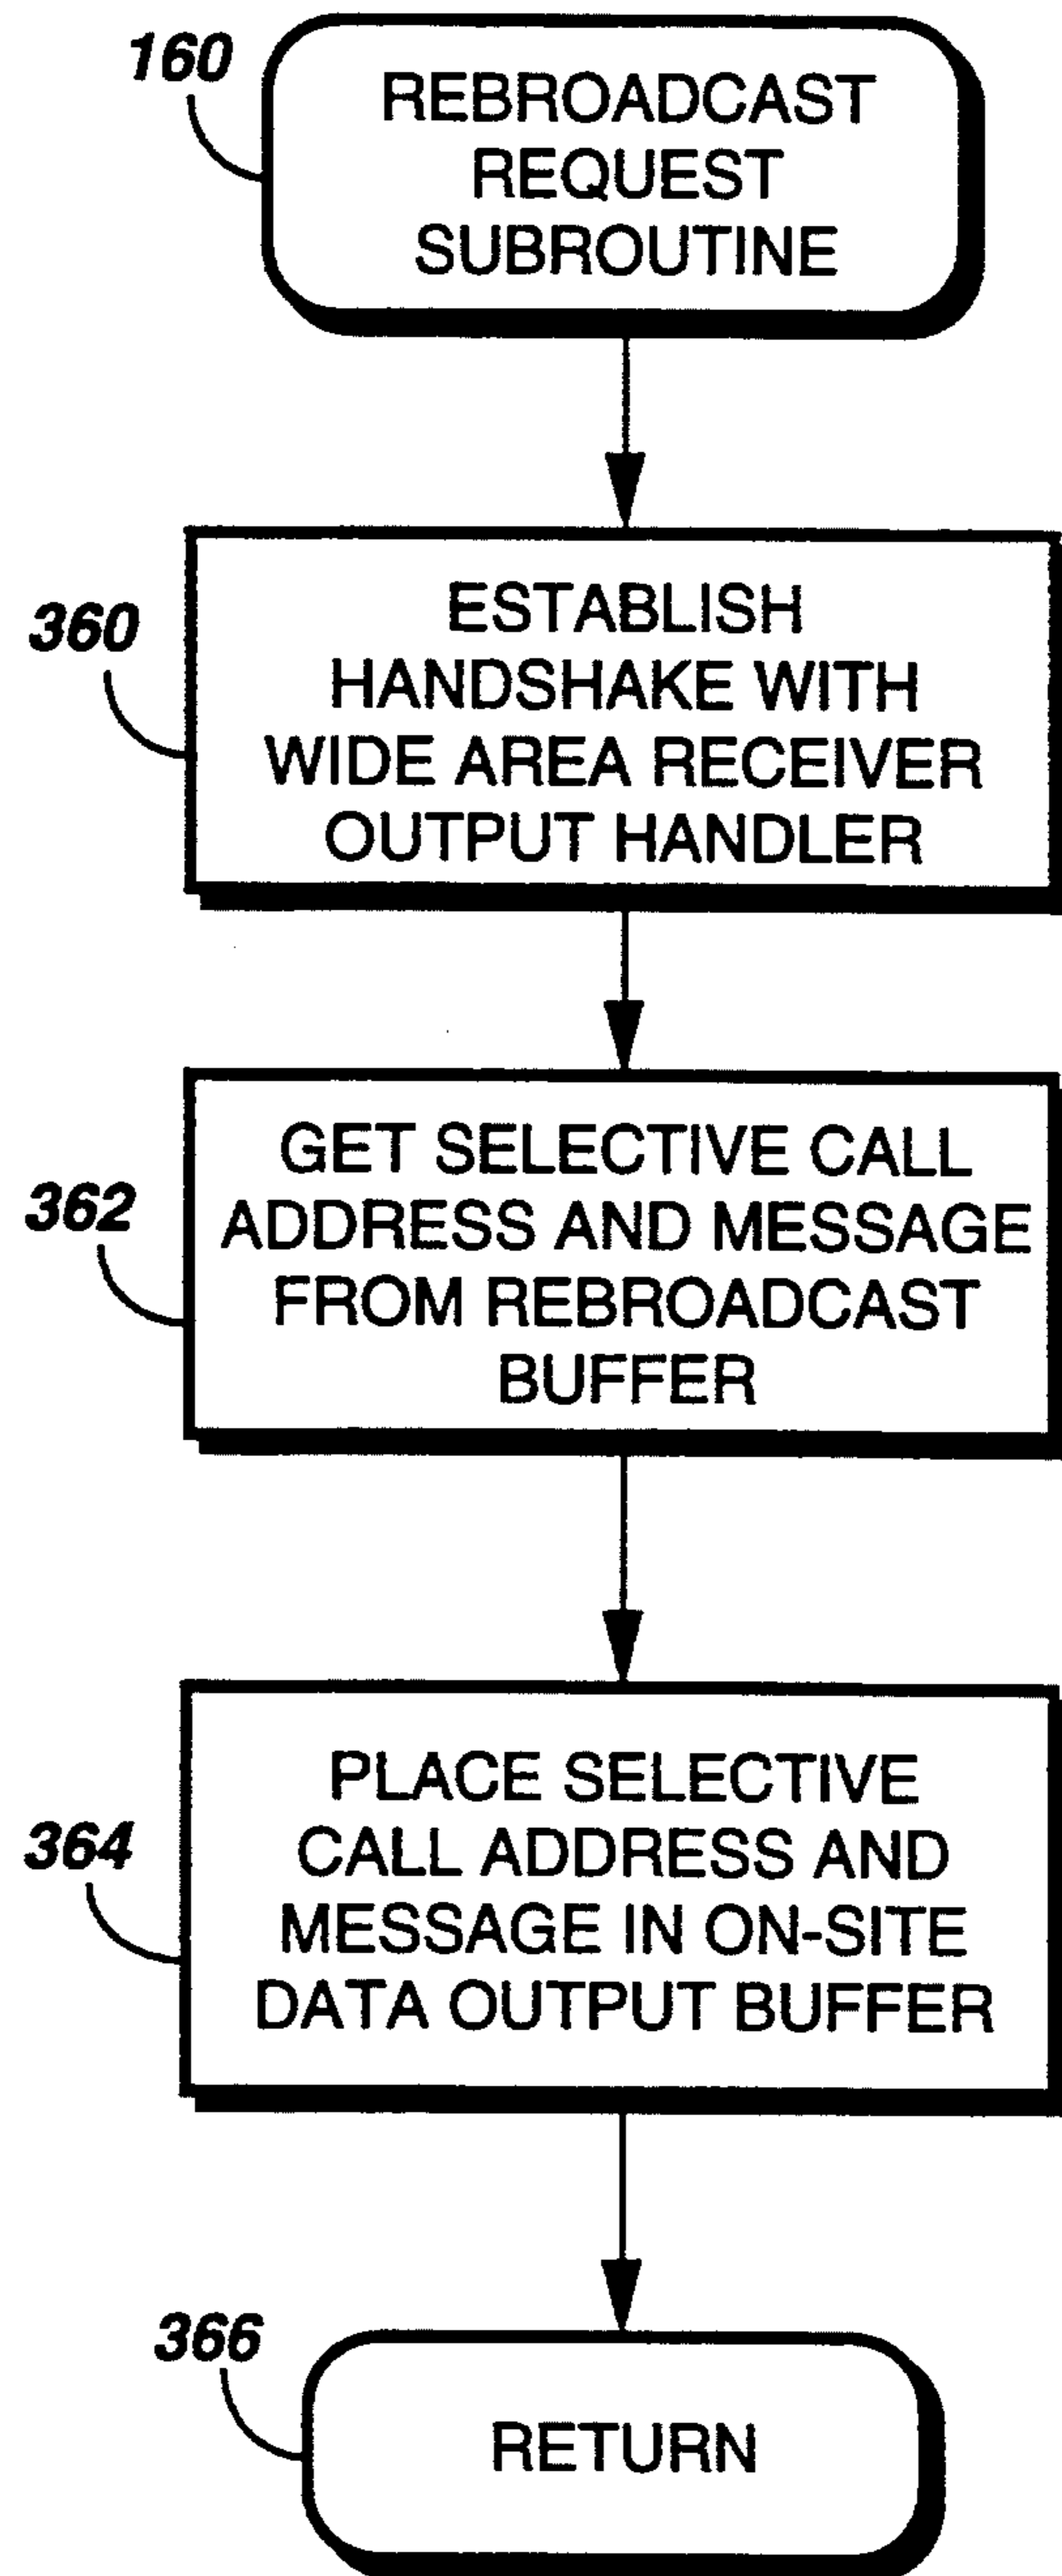 160
REBROADCAST
REQUEST
SUBROUTINE
360
ESTABLISH
HANDSHAKE WITH
WIDE AREA RECEIVER
OUTPUT HANDLER
362
GET SELECTIVE CALL
ADDRESS AND MESSAGE
FROM REBROADCAST
BUFFER
364
PLACE SELECTIVE
CALL ADDRESS AND
MESSAGE IN ON-SITE
DATA OUTPUT BUFFER
366
RETURN